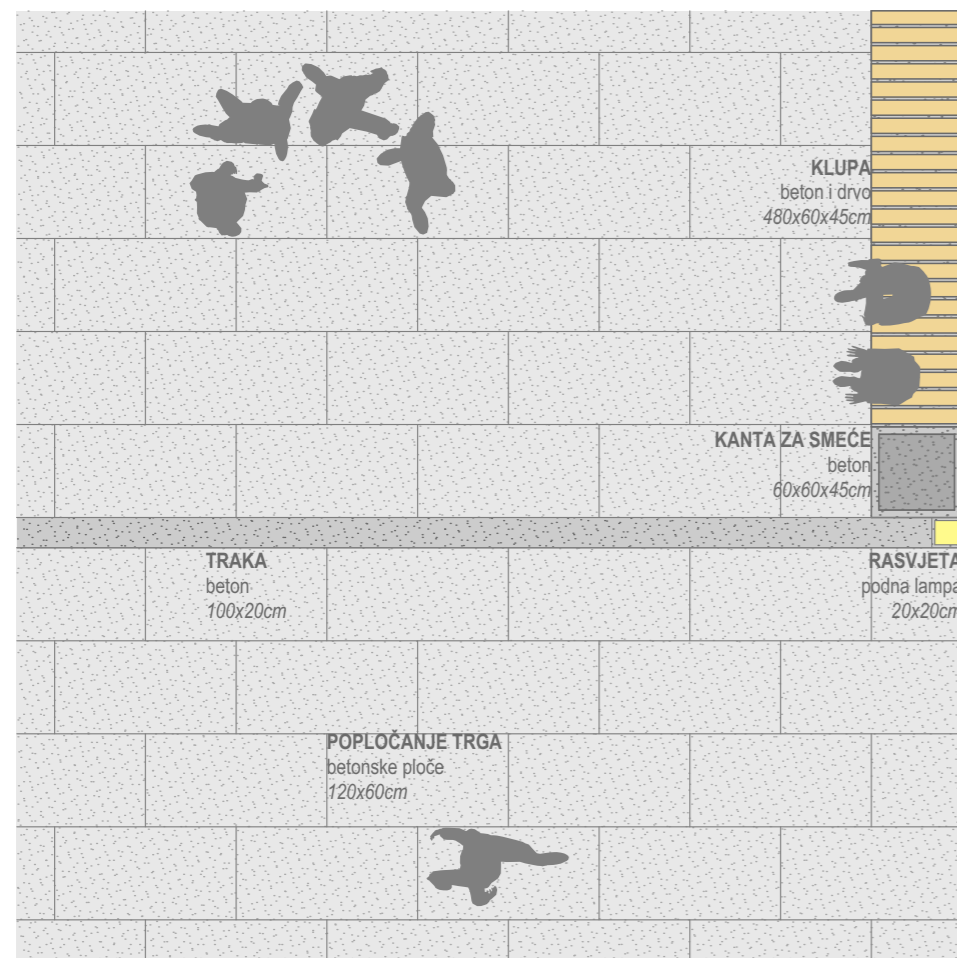 KLUPA
beton i drvo
480x60x45cm
KANTA ZA SMEĆE
beton
60x60x45cm
TRAKA
beton
100x20cm
RASVJETA
podna lampa
20x20cm
POPLOČANJE TRGA
betonske ploče
120x60cm